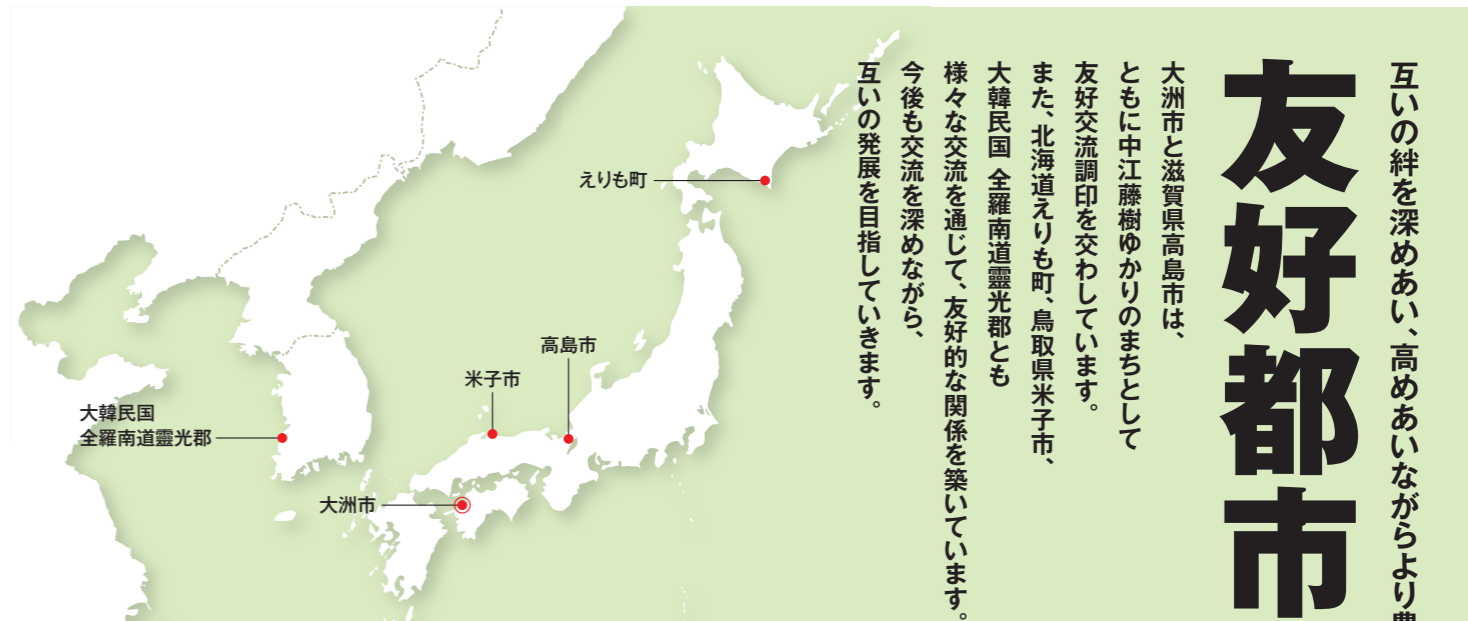 互いの絆を深めあい、高めあいながらより
友好都市
大洲市と滋賀県高島市は、
ともに中江藤樹ゆかりのまちとして
友好交流調印を交わしています。
また、北海道えりも町、鳥取県米子市、
大韓民国 全羅南道靈光郡とも
様々な交流を通じて、友好的な関係を築いています。
今後も交流を深めながら、
互いの発展を目指していきます。
えりも町
高島市
米子市
大韓民国
全羅南道靈光郡
大洲市